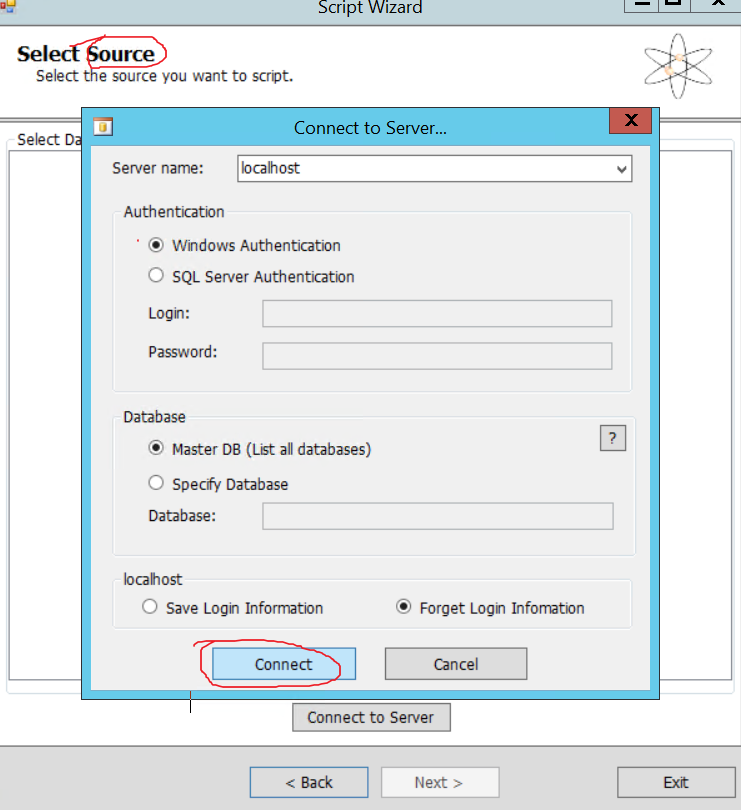 Script Wizard
Select Source
Select the source you want to script.
Select Da
Connect to Server...
X
Server name: localhost
Authentication
Windows Authentication
SQL Server Authentication
Login:
Password:
Database
?
Master DB (List all databases)
Specify Database
Database:
localhost
Save Login Information Forget Login Infomation
Connect Cancel
Connect to Server
< Back Next > Exit